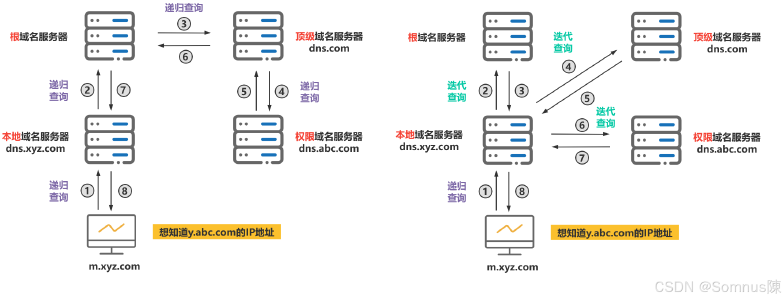 递归查询
③
根域名服务器
⑥
顶级域名服务器
dns.com
②
递归
查询
⑦
⑤
④
递归
查询
本地域名服务器
dns.xyz.com
权限域名服务器
dns.abc.com
递归
查询
①
⑧
想知道y.abc.com的IP地址
m.xyz.com
根域名服务器
迭代
查询
④
顶级域名服务器
dns.com
迭代
查询
②
③
⑤
迭代
查询
⑥
本地域名服务器
dns.xyz.com
⑦
权限域名服务器
dns.abc.com
递归
查询
①
⑧
想知道y.abc.com的IP地址
m.xyz.com
CSDN @Somnus陳